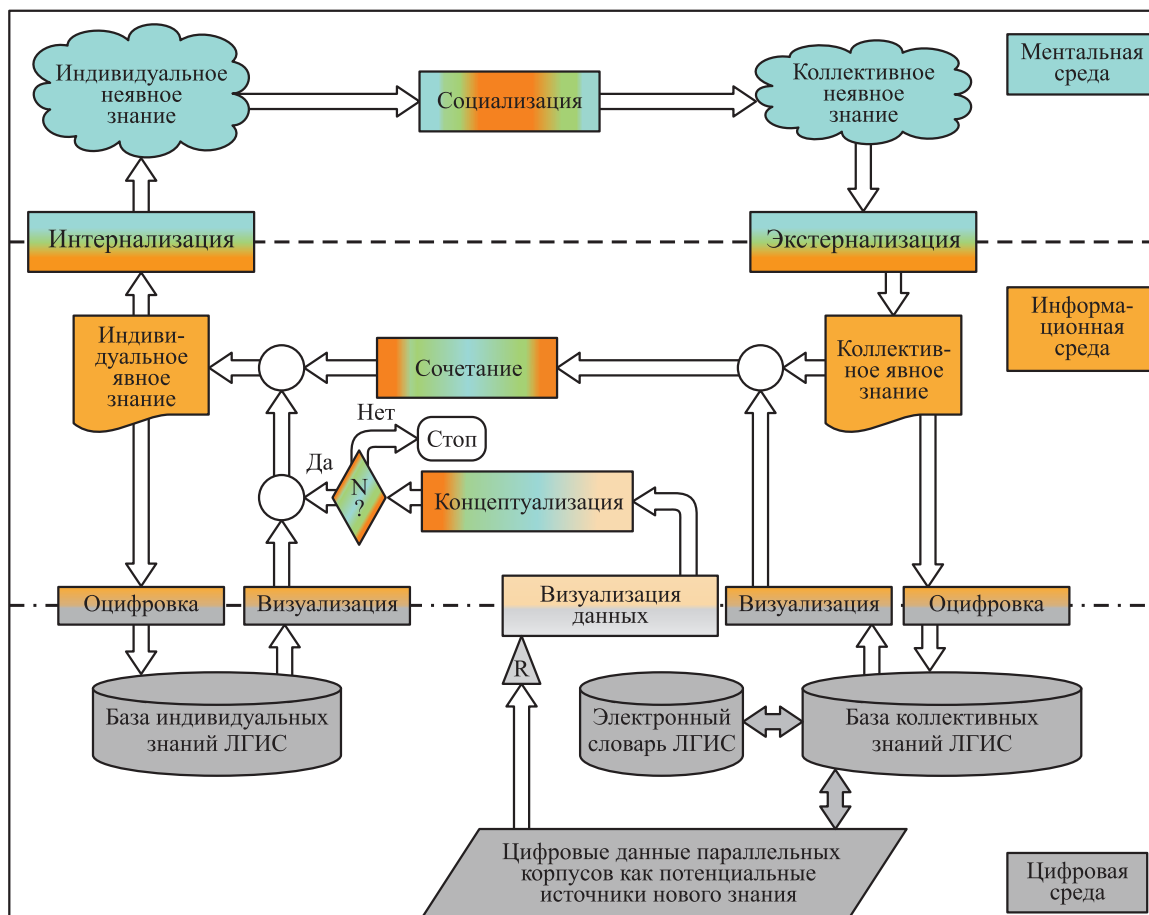 Индивидуальное
неявное
знание
Социализация
Коллективное
неявное
знание
Ментальная
среда
Интернализация
Экстернализация
Индиви-
дуальное
явное
знание
Сочетание
Коллектив-
ное явное
знание
Информа-
ционная
среда
Нет
Стоп
Да
N
?
Концептуализация
Оцифровка
Визуализация
Визуализация
данных
Визуализация
Оцифровка
R
База индивидуальных
знаний ЛГИС
Электронный
словарь ЛГИС
База коллективных
знаний ЛГИС
Цифровые данные параллельных
корпусов как потенциальные
источники нового знания
Цифровая
среда